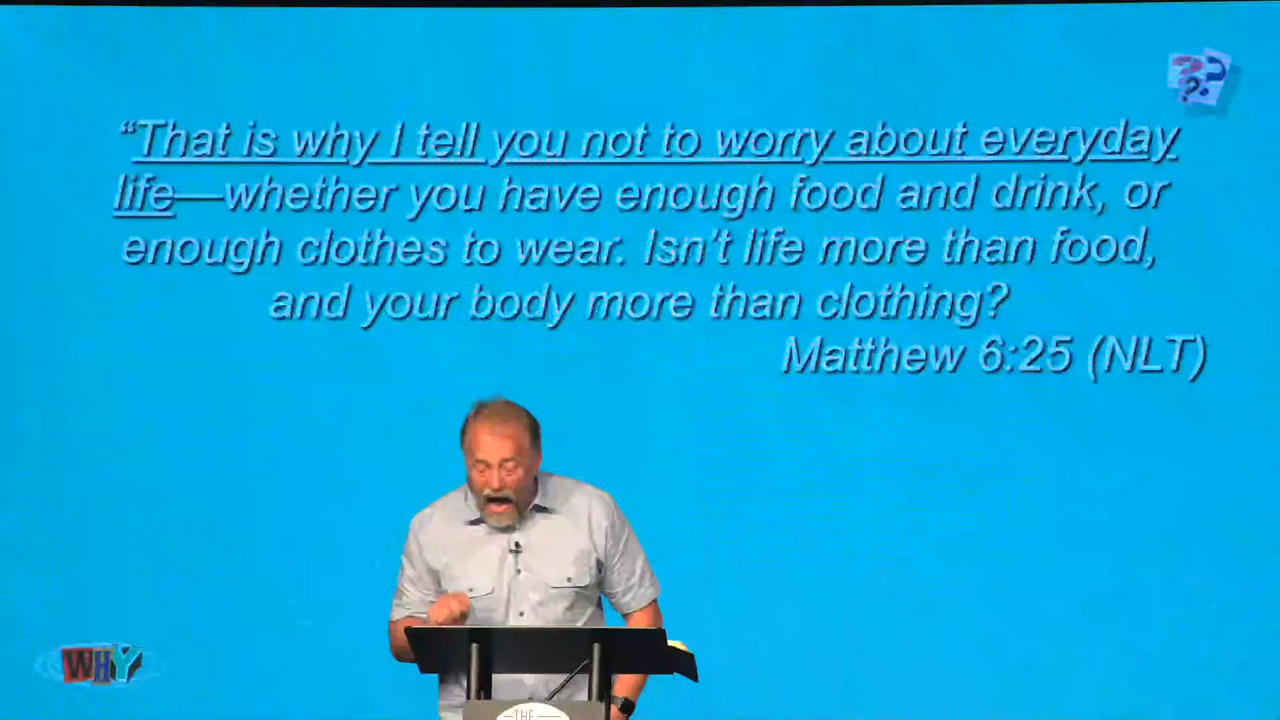 “That is why I tell you not to worry about everyday
life—whether you have enough food and drink, or
enough clothes to wear. Isn’t life more than food,
and your body more than clothing?
Matthew 6:25 (NLT)
???
WHY
THE